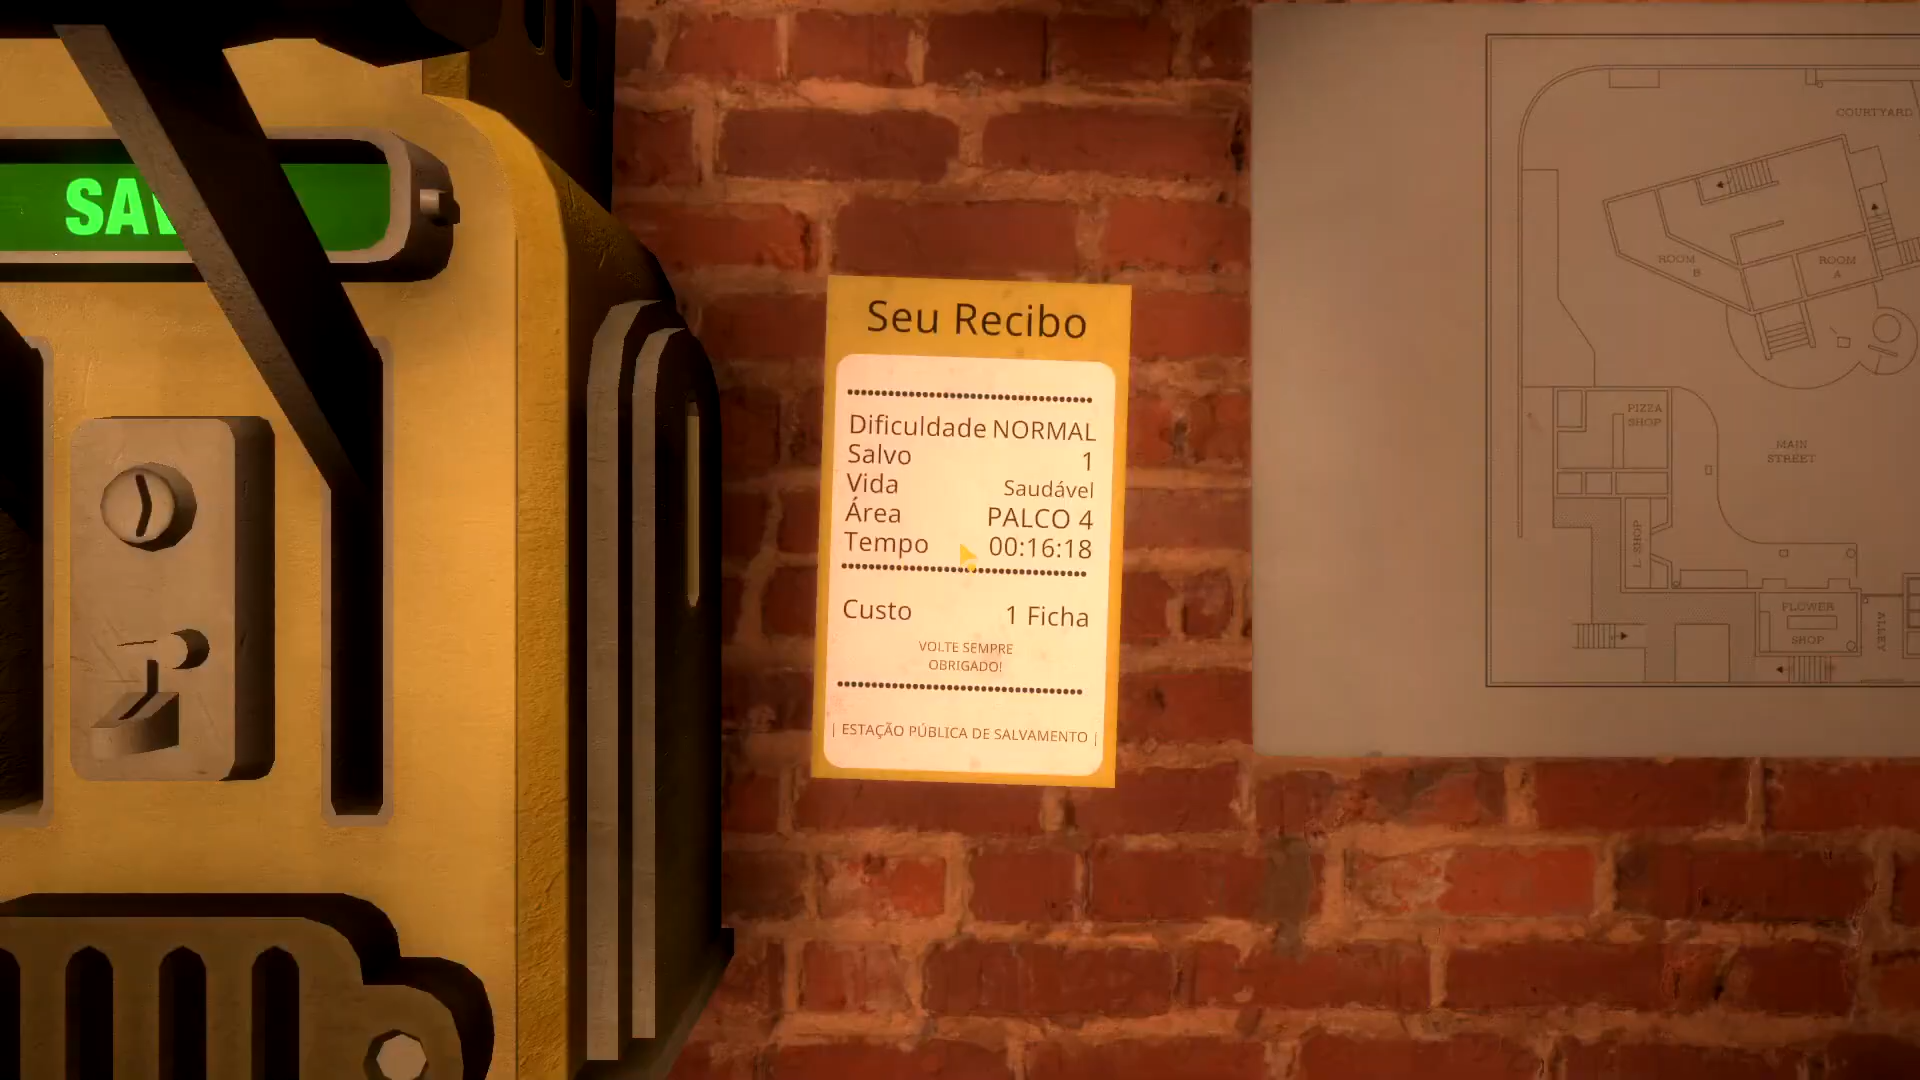 SAV
Seu Recibo
Dificuldade NORMAL
Salvo 1
Vida Saudável
Área PALCO 4
Tempo 00:16:18
Custo 1 Ficha
VOLTE SEMPRE
OBRIGADO!
| ESTAÇÃO PÚBLICA DE SALVAMENTO |
COURTYARD
ROOM
B
ROOM
A
PIZZA
SHOP
MAIN
STREET
L-SHOP
FLOWER
SHOP
ALLEY